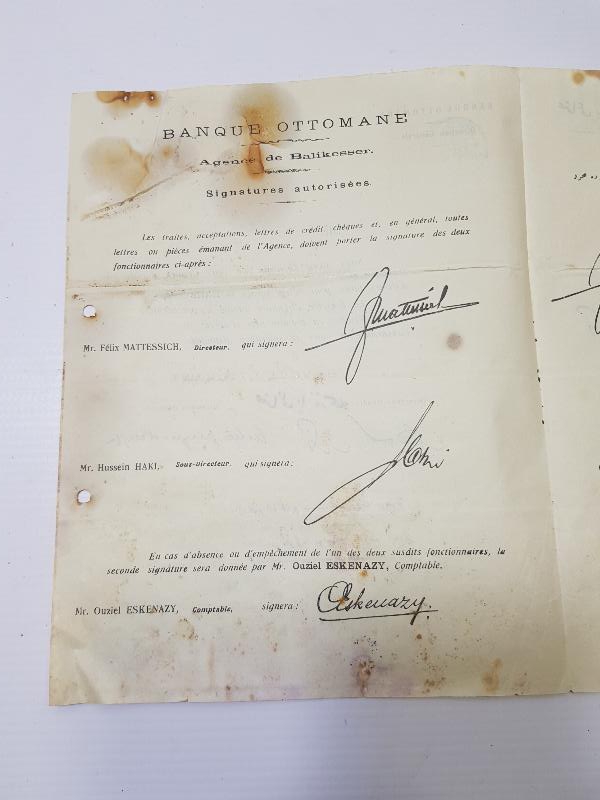 BANQUE OTTOMANE
Agence de Balikesser.
Signatures autorisées.
Les traites, acceptations, lettres de crédit chèques et, en général, toutes
lettres ou pièces émanant de l'Agence, doivent porter la signature des deux
fonctionnaires ci-après :
Mr. Félix MATTESSICH, Directeur, qui signera :
Mr. Hussein HAKI, Sous-Directeur, qui signera :
Haki
En cas d'absence ou d'empêchement de l'un des deux susdits fonctionnaires, la
seconde signature sera donnée par Mr. Ouziel ESKENAZY, Comptable.
Mr. Ouziel ESKENAZY, Comptable, signera : OEskenazy.